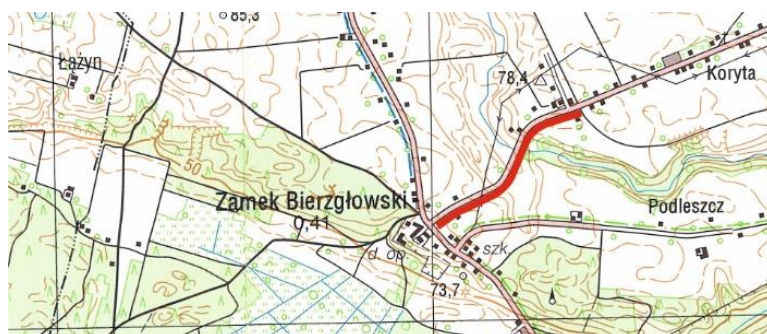 85,3
Łążyn
78,4
Koryta
50
Zamek Bierzgłowski
0,41
Podleszcz
d. op.
szk.
73,7